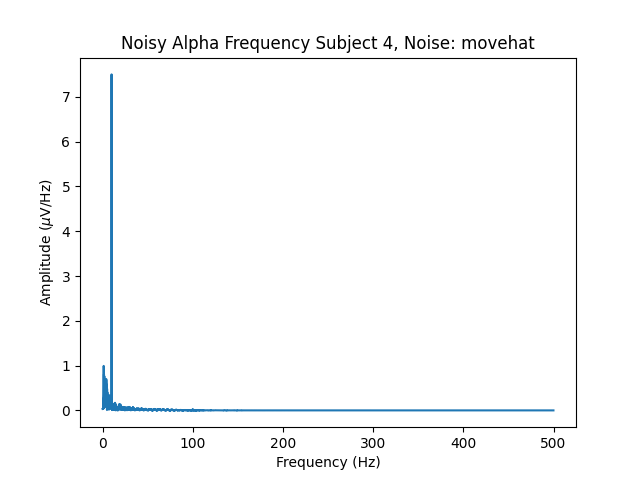 Noisy Alpha Frequency Subject 4, Noise: movehat
7
6
5
4
3
2
1
0
Amplitude (μV/Hz)
0 100 200 300 400 500
Frequency (Hz)